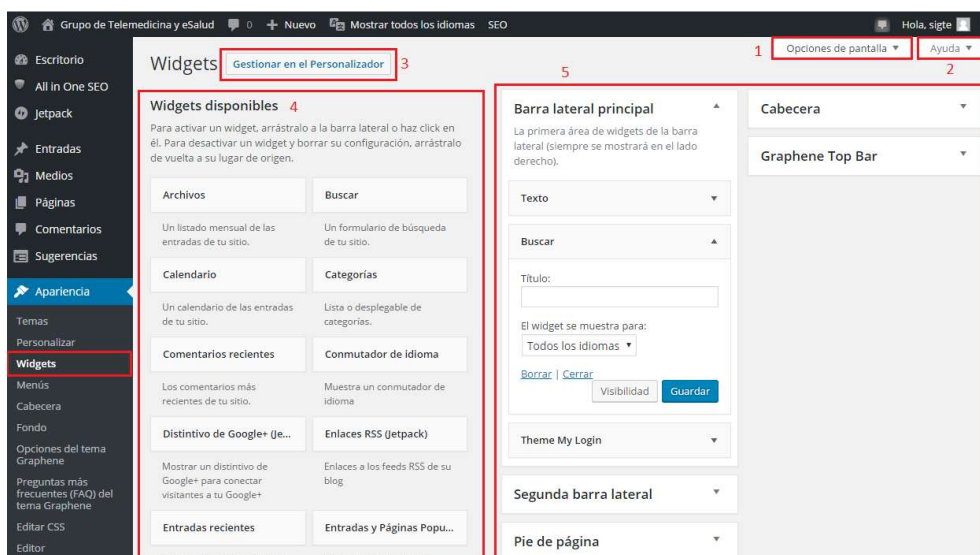 Grupo de Telemedicina y eSalud 0 Nuevo Mostrar todos los idiomas SEO Hola, sigte
Escritorio
All in One SEO
Jetpack
Entradas
Medios
Páginas
Comentarios
Sugerencias
Apariencia
Temas
Personalizar
Widgets
Menús
Cabecera
Fondo
Opciones del tema
Graphene
Preguntas más
frecuentes (FAQ) del
tema Graphene
Editar CSS
Editor
1 Opciones de pantalla Ayuda
2
Widgets Gestionar en el Personalizador 3
Widgets disponibles 4
Para activar un widget, arrástralo a la barra lateral o haz click en
él. Para desactivar un widget y borrar su configuración, arrástralo
de vuelta a su lugar de origen.
Archivos
Un listado mensual de las
entradas de tu sitio.
Buscar
Un formulario de búsqueda
de tu sitio.
Calendario
Un calendario de las entradas
de tu sitio.
Categorías
Lista o desplegable de
categorías.
Comentarios recientes
Los comentarios más
recientes de tu sitio.
Conmutador de idioma
Muestra un conmutador de
idioma
Distintivo de Google+ (Je...
Mostrar un distintivo de
Google+ para conectar
visitantes a tu Google+
Enlaces RSS (Jetpack)
Enlaces a los feeds RSS de su
blog
Entradas recientes
Entradas y Páginas Popu...
5
Barra lateral principal
La primera área de widgets de la barra
lateral (siempre se mostrará en el lado
derecho).
Texto
Buscar
Título:
El widget se muestra para:
Todos los idiomas
Borrar | Cerrar
Visibilidad Guardar
Theme My Login
Segunda barra lateral
Pie de página
Cabecera
Graphene Top Bar